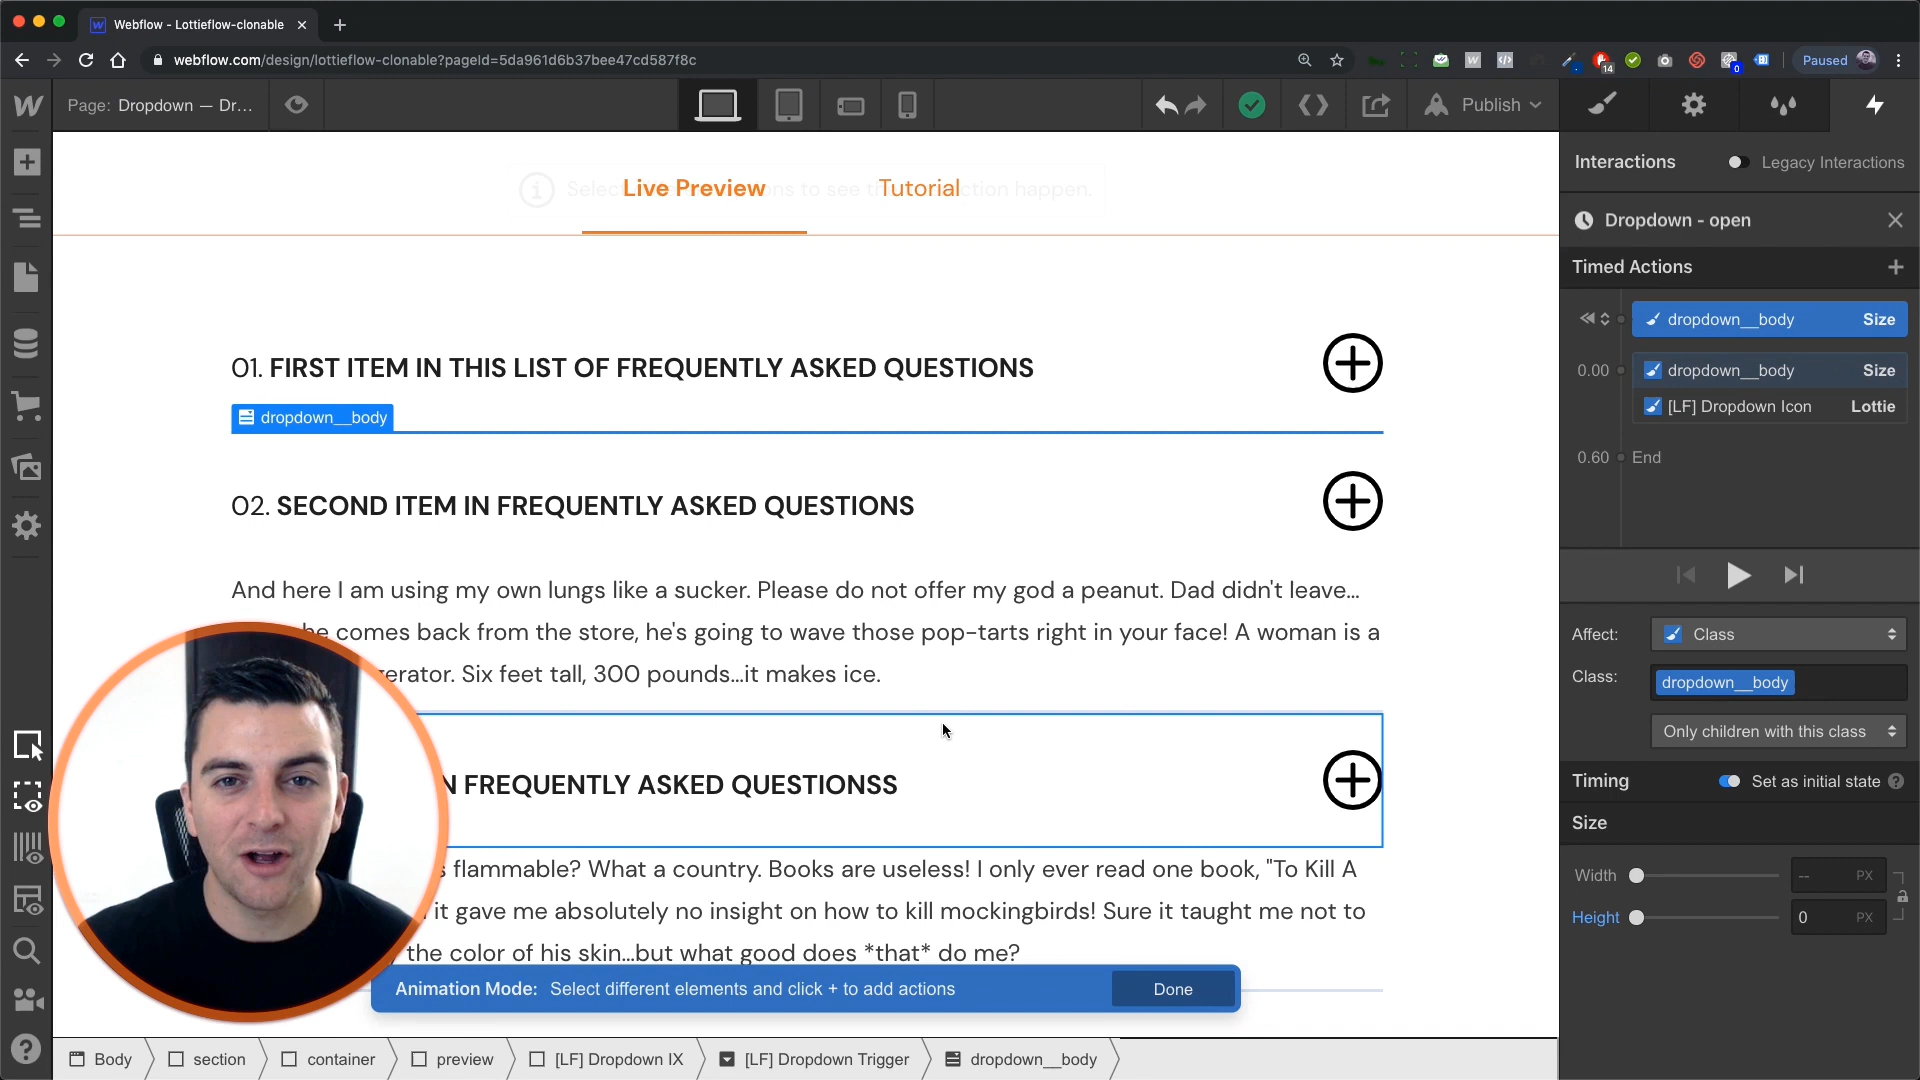 Webflow - Lottieflow-clonable
webflow.com/design/lottieflow-clonable?pageId=5da961d6b37bee47cd587f8c
14
0
Paused
Page: Dropdown — Dr...
Publish
Live Preview
Tutorial
01. FIRST ITEM IN THIS LIST OF FREQUENTLY ASKED QUESTIONS
dropdown__body
02. SECOND ITEM IN FREQUENTLY ASKED QUESTIONS
And here I am using my own lungs like a sucker. Please do not offer my god a peanut. Dad didn't leave...
he comes back from the store, he's going to wave those pop-tarts right in your face! A woman is a
erator. Six feet tall, 300 pounds...it makes ice.
N FREQUENTLY ASKED QUESTIONSS
s flammable? What a country. Books are useless! I only ever read one book, "To Kill A
it gave me absolutely no insight on how to kill mockingbirds! Sure it taught me not to
the color of his skin...but what good does *that* do me?
Animation Mode: Select different elements and click + to add actions
Done
Body
section
container
preview
[LF] Dropdown IX
[LF] Dropdown Trigger
dropdown__body
Interactions
Legacy Interactions
Dropdown - open
Timed Actions
dropdown__body Size
0.00 dropdown__body Size
[LF] Dropdown Icon Lottie
0.60 End
Affect: Class
Class: dropdown__body
Only children with this class
Timing Set as initial state
Size
Width -- PX
Height 0 PX